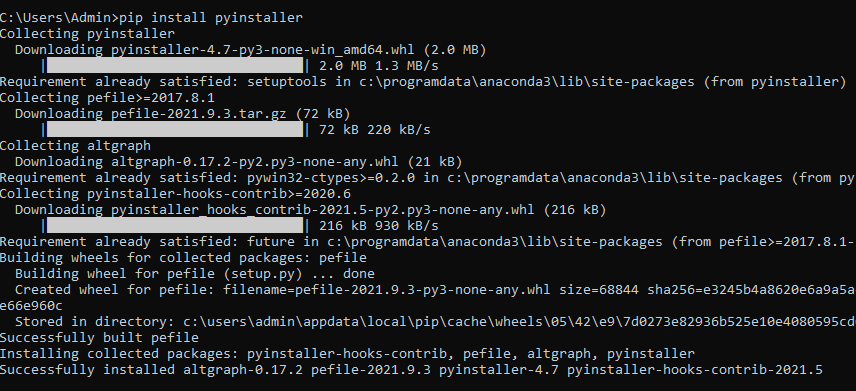 C:\Users\Admin>pip install pyinstaller
Collecting pyinstaller
Downloading pyinstaller-4.7-py3-none-win_amd64.whl (2.0 MB)
| 2.0 MB 1.3 MB/s
Requirement already satisfied: setuptools in c:\programdata\anaconda3\lib\site-packages (from pyinstaller)
Collecting pefile>=2017.8.1
Downloading pefile-2021.9.3.tar.gz (72 kB)
| 72 kB 220 kB/s
Collecting altgraph
Downloading altgraph-0.17.2-py2.py3-none-any.whl (21 kB)
Requirement already satisfied: pywin32-ctypes>=0.2.0 in c:\programdata\anaconda3\lib\site-packages (from py
Collecting pyinstaller-hooks-contrib>=2020.6
Downloading pyinstaller_hooks_contrib-2021.5-py2.py3-none-any.whl (216 kB)
| 216 kB 930 kB/s
Requirement already satisfied: future in c:\programdata\anaconda3\lib\site-packages (from pefile>=2017.8.1-
Building wheels for collected packages: pefile
Building wheel for pefile (setup.py) ... done
Created wheel for pefile: filename=pefile-2021.9.3-py3-none-any.whl size=68844 sha256=e3245b4a8620e6a9a5a
e66e960c
Stored in directory: c:\users\admin\appdata\local\pip\cache\wheels\05\42\e9\7d0273e82936b525e10e4080595cd
Successfully built pefile
Installing collected packages: pyinstaller-hooks-contrib, pefile, altgraph, pyinstaller
Successfully installed altgraph-0.17.2 pefile-2021.9.3 pyinstaller-4.7 pyinstaller-hooks-contrib-2021.5